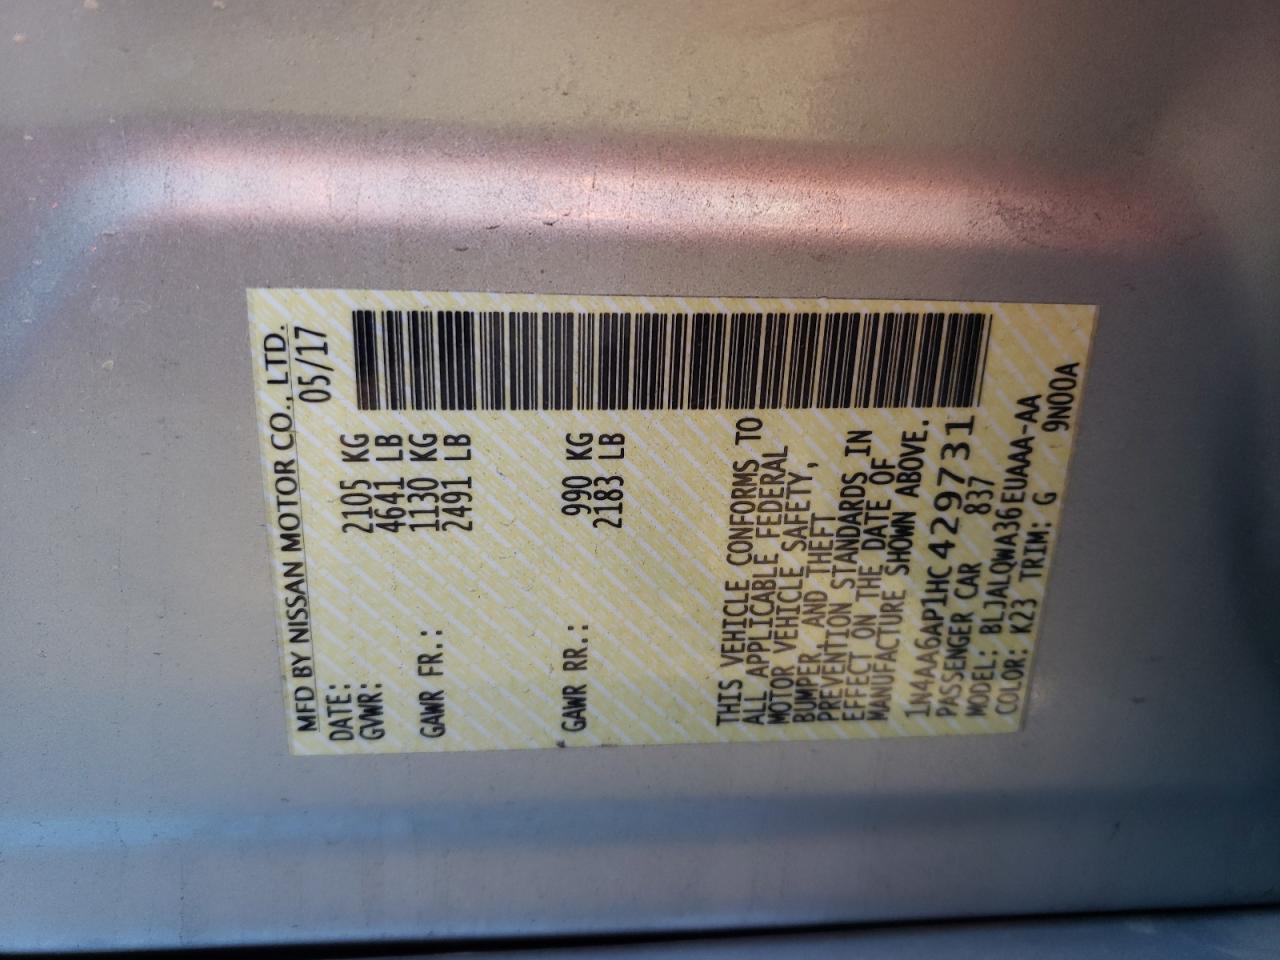 MFD BY NISSAN MOTOR CO., LTD.
DATE: 05/17
GVWR: 2105 KG
4641 LB
GAWR FR.: 1130 KG
2491 LB
GAWR RR.: 990 KG
2183 LB
THIS VEHICLE CONFORMS TO
ALL APPLICABLE FEDERAL
MOTOR VEHICLE SAFETY,
BUMPER, AND THEFT
PREVENTION STANDARDS IN
EFFECT ON THE DATE OF
MANUFACTURE SHOWN ABOVE.
1N4AA6AP1HC429731
PASSENGER CAR 837
MODEL: BLJALQWA36EUAAA-AA
COLOR: K23 TRIM: G 9N00A